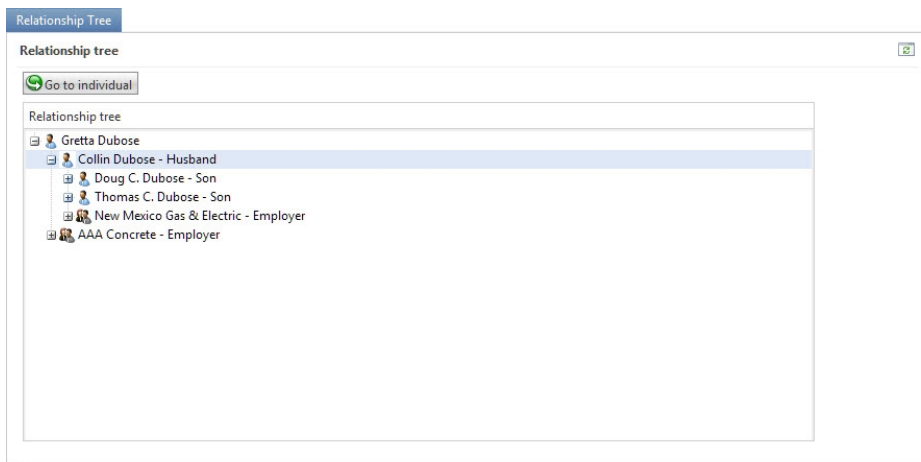 Relationship Tree
Relationship tree
Go to individual
Relationship tree
Gretta Dubose
Collin Dubose - Husband
Doug C. Dubose - Son
Thomas C. Dubose - Son
New Mexico Gas & Electric - Employer
AAA Concrete - Employer